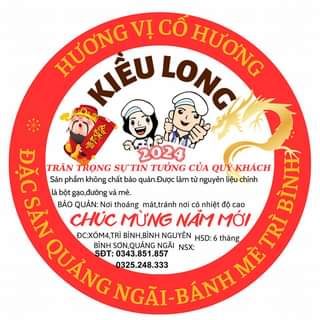 HƯƠNG VỊ CỐ HƯƠNG
KIỀU LONG
2024
TRÂN TRỌNG SỰ TIN TƯỞNG CỦA QUÝ KHÁCH
Sản phẩm không chất bảo quản.Được làm từ nguyên liệu chính
là bột gạo,đường và mè.
BẢO QUẢN: Nơi thoáng mát,tránh nơi có nhiệt độ cao
CHÚC MỪNG NĂM MỚI
ĐC:XÓM4,TRÌ BÌNH,BÌNH NGUYÊN
BÌNH SƠN,QUẢNG NGÃI
HSD: 6 tháng
NSX:
SĐT: 0343.851.857
0325.248.333
ĐẶC SẢN QUẢNG NGÃI-BÁNH MÈ TRÌ BÌNH